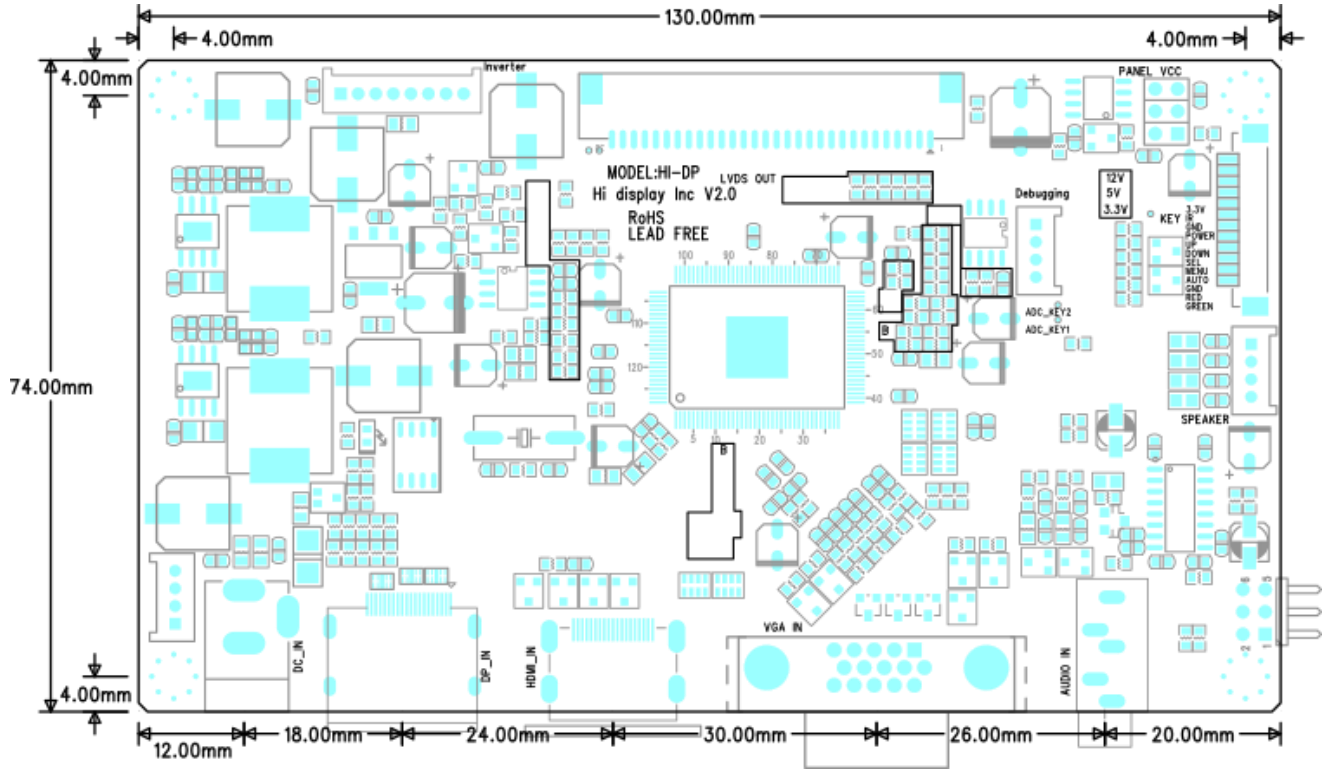 130.00mm
4.00mm
4.00mm
4.00mm
Inverter
PANEL VCC
MODEL:HI-DP
Hi display Inc V2.0
RoHS
LEAD FREE
LVDS OUT
Debugging
12V
5V
3.3V
KEY
3.3V
GND
POWER
UP
DOWN
SEL
MENU
AUTO
GND
RED
GREEN
100
90
80
70
110
120
60
50
40
5
10
20
30
ADC_KEY2
ADC_KEY1
B
B
74.00mm
SPEAKER
DC_IN
DP_IN
HDMI_IN
VGA IN
AUDIO IN
6
5
2
1
4.00mm
12.00mm
18.00mm
24.00mm
30.00mm
26.00mm
20.00mm